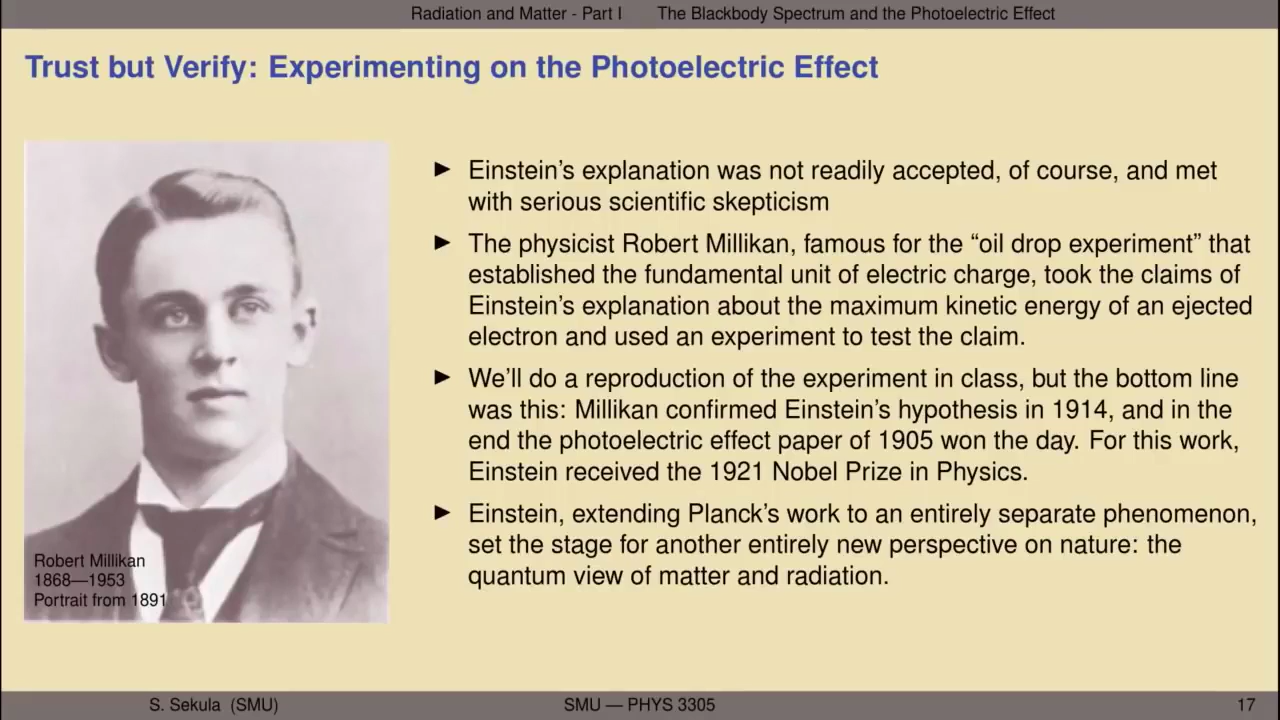 Radiation and Matter - Part I The Blackbody Spectrum and the Photoelectric Effect
Trust but Verify: Experimenting on the Photoelectric Effect
Robert Millikan
1868—1953
Portrait from 1891
▶ Einstein’s explanation was not readily accepted, of course, and met
with serious scientific skepticism
▶ The physicist Robert Millikan, famous for the “oil drop experiment” that
established the fundamental unit of electric charge, took the claims of
Einstein’s explanation about the maximum kinetic energy of an ejected
electron and used an experiment to test the claim.
▶ We’ll do a reproduction of the experiment in class, but the bottom line
was this: Millikan confirmed Einstein’s hypothesis in 1914, and in the
end the photoelectric effect paper of 1905 won the day. For this work,
Einstein received the 1921 Nobel Prize in Physics.
▶ Einstein, extending Planck’s work to an entirely separate phenomenon,
set the stage for another entirely new perspective on nature: the
quantum view of matter and radiation.
S. Sekula (SMU) SMU — PHYS 3305 17